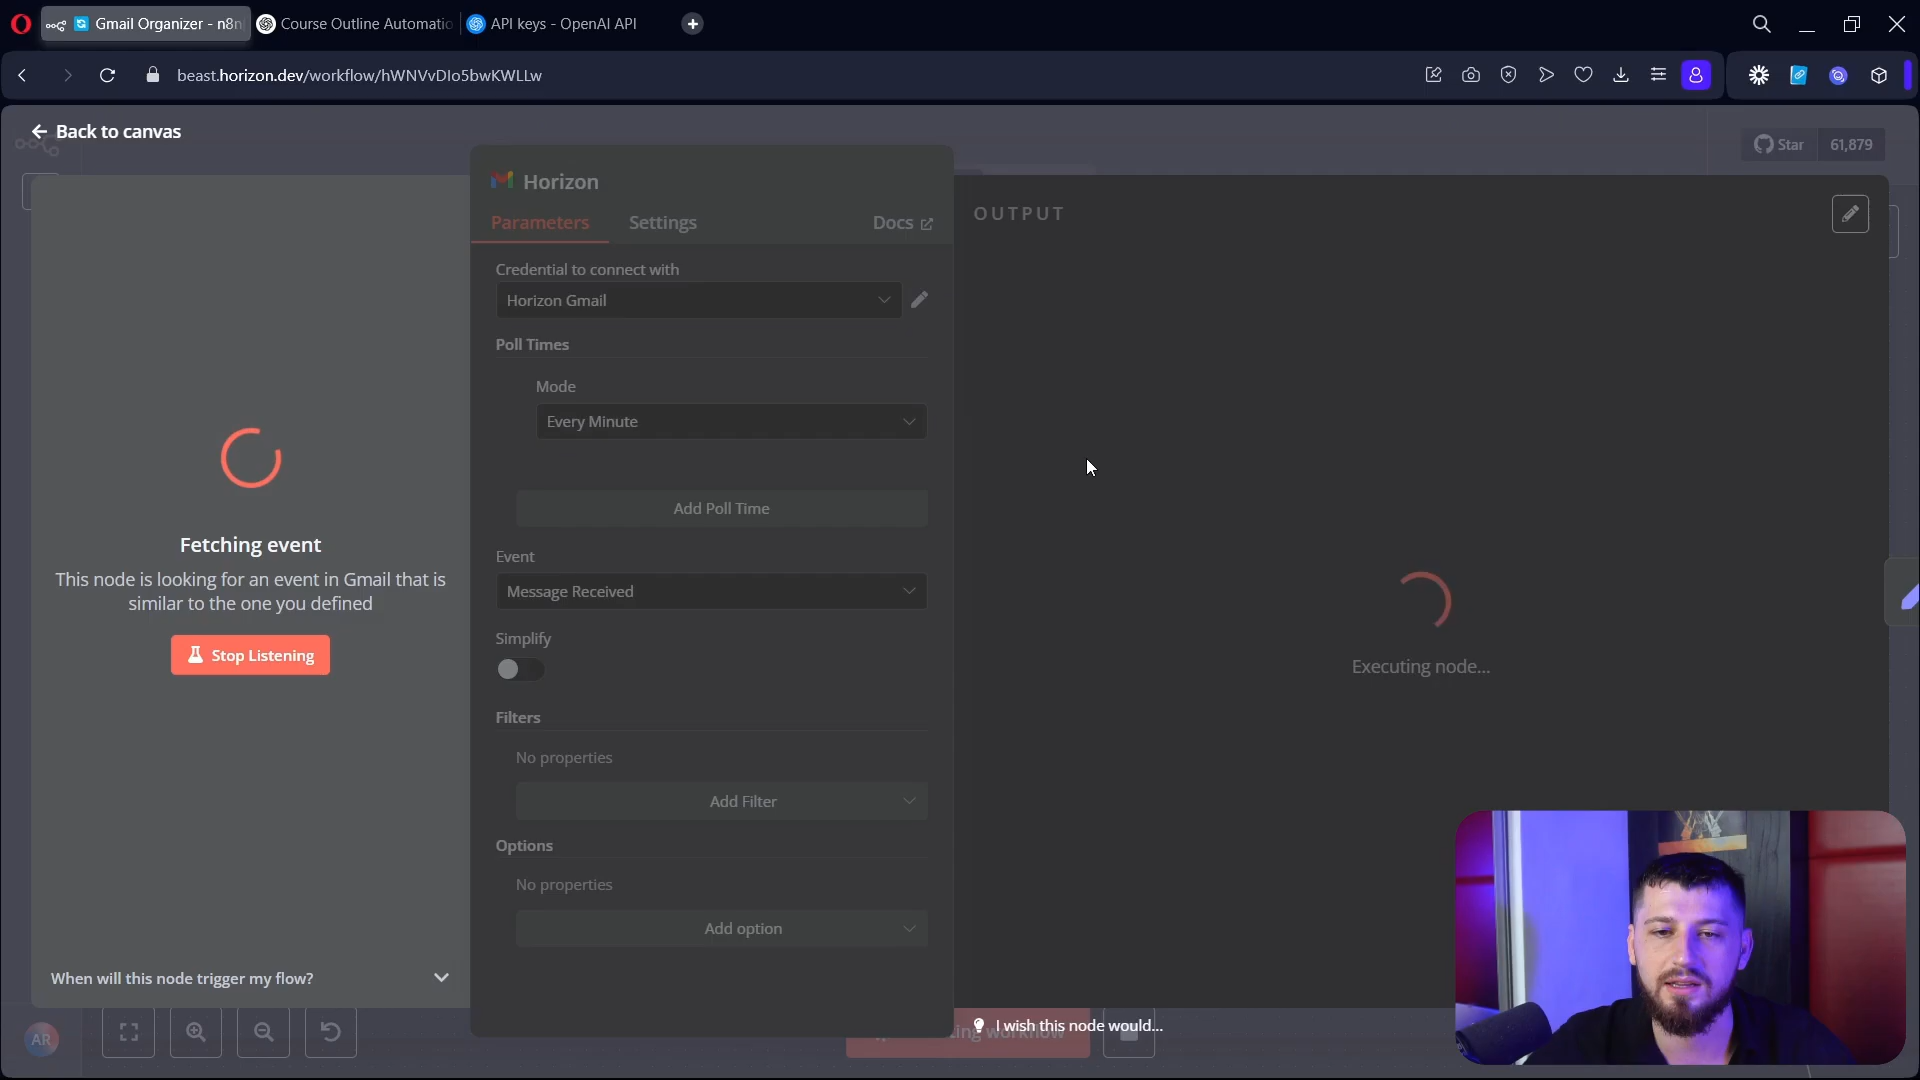 Gmail Organizer - n8n
Course Outline Automatio
API keys - OpenAI API
beast.horizon.dev/workflow/hWNVvDIo5bwKWLLw
Back to canvas
Star
61,879
Horizon
Parameters
Settings
Docs
OUTPUT
Credential to connect with
Horizon Gmail
Poll Times
Mode
Every Minute
Add Poll Time
Fetching event
This node is looking for an event in Gmail that is
similar to the one you defined
Stop Listening
Event
Message Received
Executing node...
Simplify
Filters
No properties
Add Filter
Options
No properties
Add option
When will this node trigger my flow?
I wish this node would...
AR
workflow